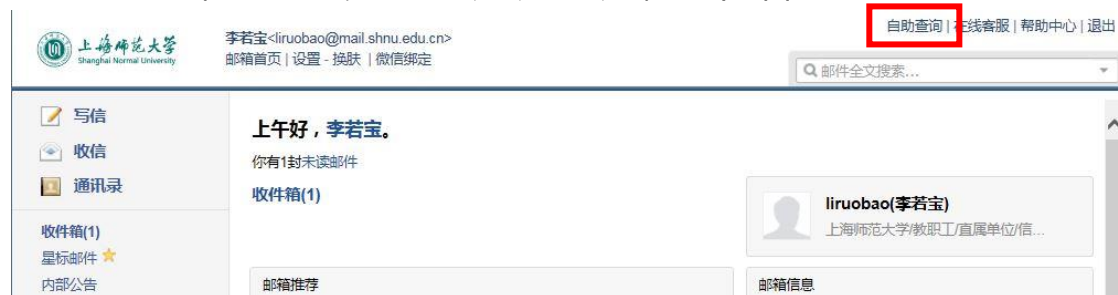 自助查询 | 在线客服 | 帮助中心 | 退出
上海师范大学
Shanghai Normal University
李若宝<liruobao@mail.shnu.edu.cn>
邮箱首页 | 设置 - 换肤 | 微信绑定
邮件全文搜索...
写信
收信
通讯录
收件箱(1)
星标邮件
内部公告
上午好，李若宝。
你有1封未读邮件
收件箱(1)
liruobao(李若宝)
上海师范大学/教职工/直属单位/信...
邮箱推荐
邮箱信息